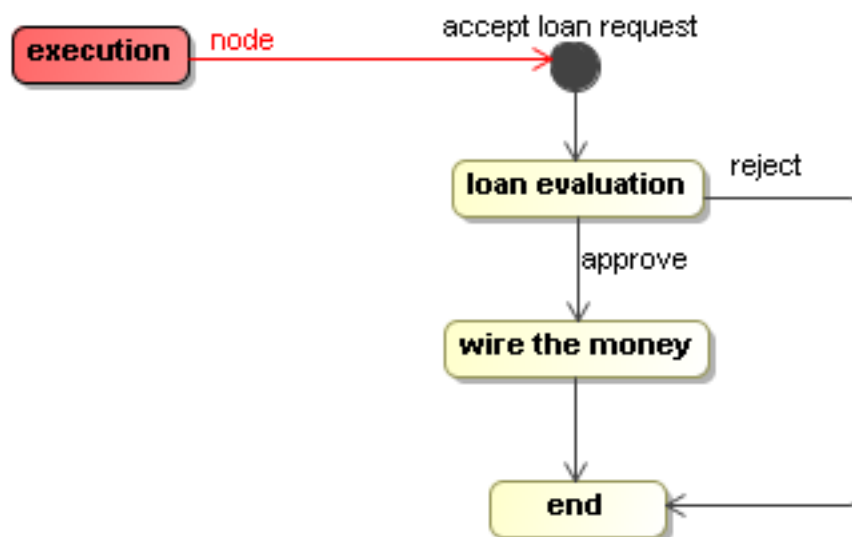 accept loan request
execution
node
loan evaluation
reject
approve
wire the money
end